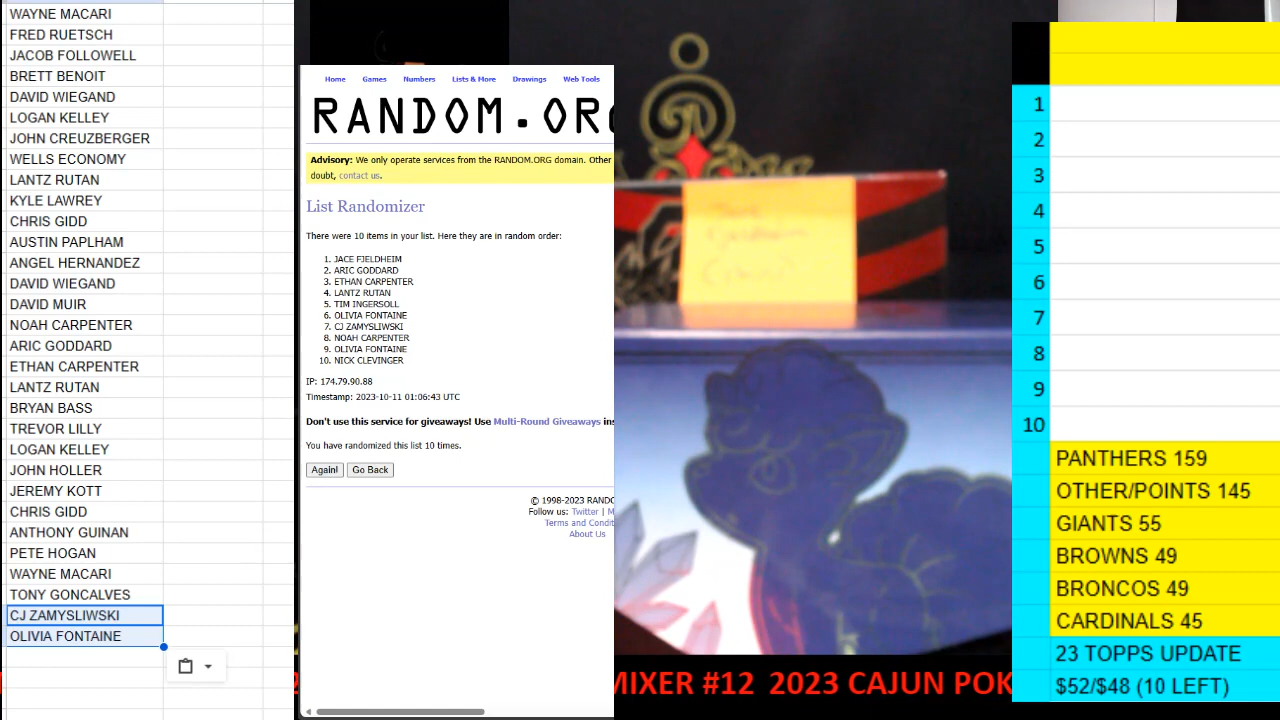 WAYNE MACARI
FRED RUETSCH
JACOB FOLLOWELL
BRETT BENOIT
DAVID WIEGAND
LOGAN KELLEY
JOHN CREUZBERGER
WELLS ECONOMY
LANTZ RUTAN
KYLE LAWREY
CHRIS GIDD
AUSTIN PAPLHAM
ANGEL HERNANDEZ
DAVID WIEGAND
DAVID MUIR
NOAH CARPENTER
ARIC GODDARD
ETHAN CARPENTER
LANTZ RUTAN
BRYAN BASS
TREVOR LILLY
LOGAN KELLEY
JOHN HOLLER
JEREMY KOTT
CHRIS GIDD
ANTHONY GUINAN
PETE HOGAN
WAYNE MACARI
TONY GONCALVES
CJ ZAMYSLIWSKI
OLIVIA FONTAINE
Home Games Numbers Lists & More Drawings Web Tools
RANDOM.ORG
Advisory: We only operate services from the RANDOM.ORG domain. Other
doubt, contact us.
List Randomizer
There were 10 items in your list. Here they are in random order:
1. JACE FJELDHEIM
2. ARIC GODDARD
3. ETHAN CARPENTER
4. LANTZ RUTAN
5. TIM INGERSOLL
6. OLIVIA FONTAINE
7. CJ ZAMYSLIWSKI
8. NOAH CARPENTER
9. OLIVIA FONTAINE
10. NICK CLEVINGER
IP: 174.79.90.88
Timestamp: 2023-10-11 01:06:43 UTC
Don't use this service for giveaways! Use Multi-Round Giveaways ins
You have randomized this list 10 times.
Again! Go Back
© 1998-2023 RANDO
Follow us: Twitter | M
Terms and Condit
About Us
MIXER #12 2023 CAJUN POK
1
2
3
4
5
6
7
8
9
10
PANTHERS 159
OTHER/POINTS 145
GIANTS 55
BROWNS 49
BRONCOS 49
CARDINALS 45
23 TOPPS UPDATE
$52/$48 (10 LEFT)